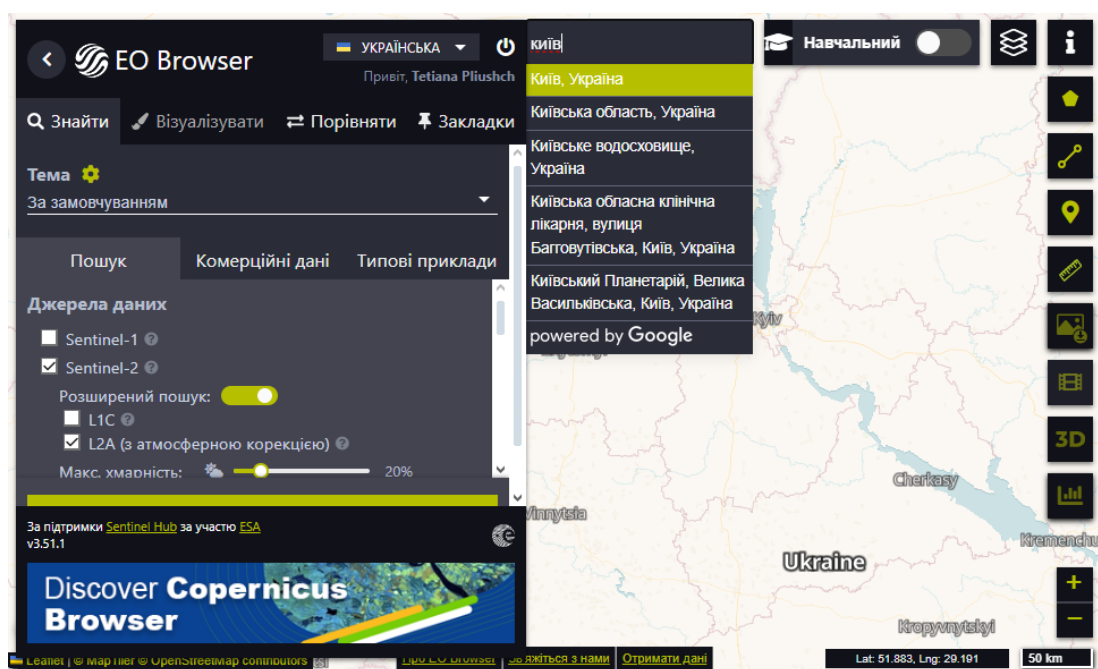 EO Browser
УКРАЇНСЬКА
Привіт, Tetiana Pliushch
Знайти
Візуалізувати
Порівняти
Закладки
Тема
За замовчуванням
Пошук
Комерційні дані
Типові приклади
Джерела даних
Sentinel-1
Sentinel-2
Розширений пошук:
L1C
L2A (з атмосферною корекцією)
Макс. хмарність:
20%
За підтримки Sentinel Hub за участю ESA
v3.51.1
Discover Copernicus
Browser
київ
Київ, Україна
Київська область, Україна
Київське водосховище,
Україна
Київська обласна клінічна
лікарня, вулиця
Багговутівська, Київ, Україна
Київський Планетарій, Велика
Васильківська, Київ, Україна
powered by Google
Навчальний
3D
Kyiv
Cherkasy
Vinnytsia
Kremenchu
Ukraine
Kropyvnytskyi
Leaflet | © MapTiler © OpenStreetMap contributors
Про EO Browser
Зв'яжіться з нами
Отримати дані
Lat: 51.883, Lng: 29.191
50 km